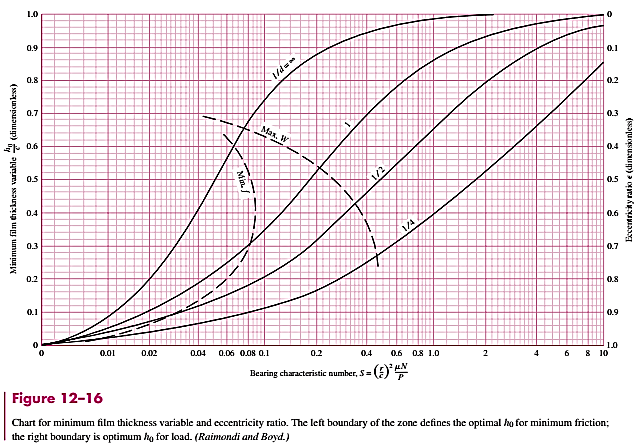 1.0
0.9
0.8
0.7
0.6
0.5
0.4
0.3
0.2
0.1
0
Minimum film thickness variable h₀/c (dimensionless)
0
0.1
0.2
0.3
0.5
0.6
0.7
0.8
0.9
1.0
Eccentricity ratio ϵ (dimensionless)
l/d = ∞
1
1/2
1/4
Max. W
Min. f
0 0.01 0.02 0.04 0.06 0.08 0.1 0.2 0.4 0.6 0.8 1.0 2 4 6 8 10
Bearing characteristic number, S = (r/c)² μN/P
Figure 12–16
Chart for minimum film thickness variable and eccentricity ratio. The left boundary of the zone defines the optimal h₀ for minimum friction;
the right boundary is optimum h₀ for load. (Raimondi and Boyd.)